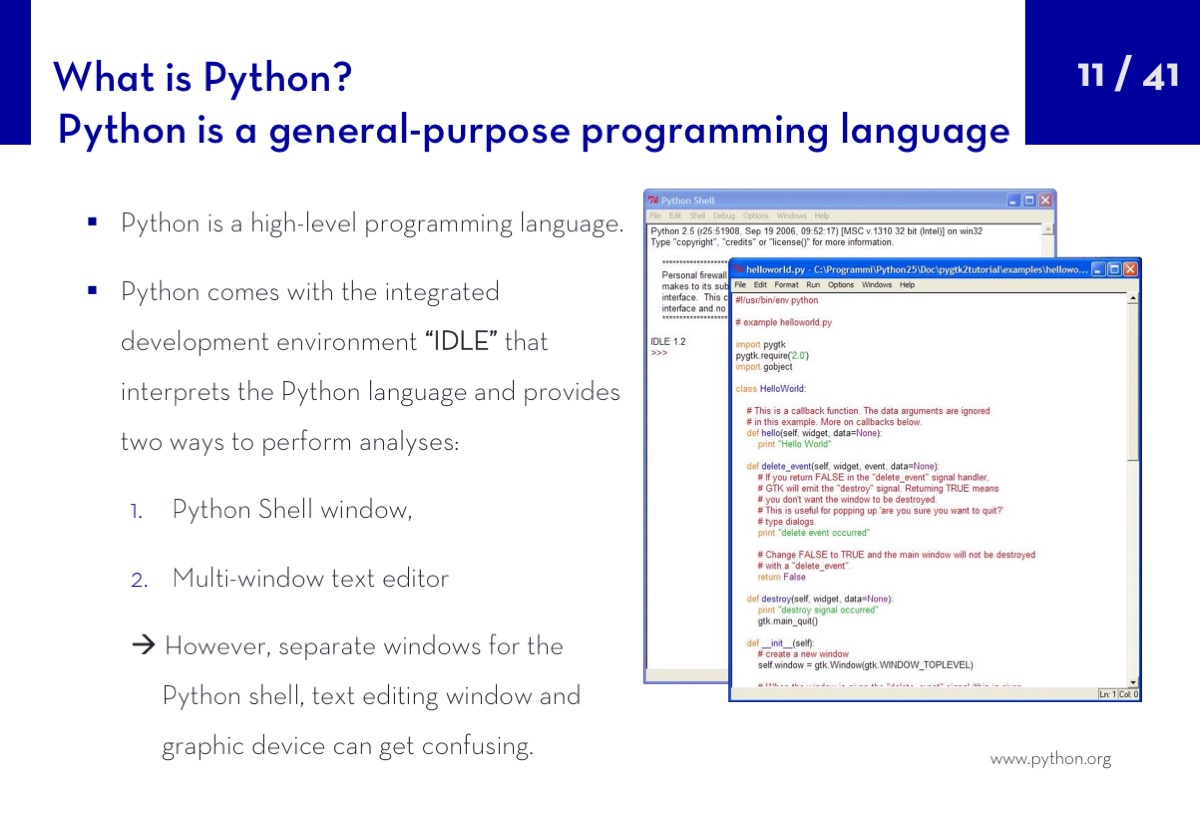 What is Python?
Python is a general-purpose programming language
11 / 41
▪ Python is a high-level programming language.
▪ Python comes with the integrated
development environment “IDLE” that
interprets the Python language and provides
two ways to perform analyses:
1. Python Shell window,
2. Multi-window text editor
→ However, separate windows for the
Python shell, text editing window and
graphic device can get confusing.
Python Shell
File Edit Shell Debug Options Windows Help
Python 2.5 (r25:51908, Sep 19 2006, 09:52:17) [MSC v.1310 32 bit (Intel)] on win32
Type "copyright", "credits" or "license()" for more information.
Personal firewall
makes to its sub
interface. This c
interface and no
IDLE 1.2
>>>
helloworld.py - C:\Programmi\Python25\Doc\pygtk2tutorial\examples\hellowo...
File Edit Format Run Options Windows Help
#!/usr/bin/env python
# example helloworld.py
import pygtk
pygtk.require('2.0')
import gobject
class HelloWorld:
# This is a callback function. The data arguments are ignored
# in this example. More on callbacks below.
def hello(self, widget, data=None):
print "Hello World"
def delete_event(self, widget, event, data=None):
# If you return FALSE in the "delete_event" signal handler,
# GTK will emit the "destroy" signal. Returning TRUE means
# you don't want the window to be destroyed.
# This is useful for popping up 'are you sure you want to quit?'
# type dialogs.
print "delete event occurred"
# Change FALSE to TRUE and the main window will not be destroyed
# with a "delete_event".
return False
def destroy(self, widget, data=None):
print "destroy signal occurred"
gtk.main_quit()
def __init__(self):
# create a new window
self.window = gtk.Window(gtk.WINDOW_TOPLEVEL)
Ln: 1 Col: 0
www.python.org